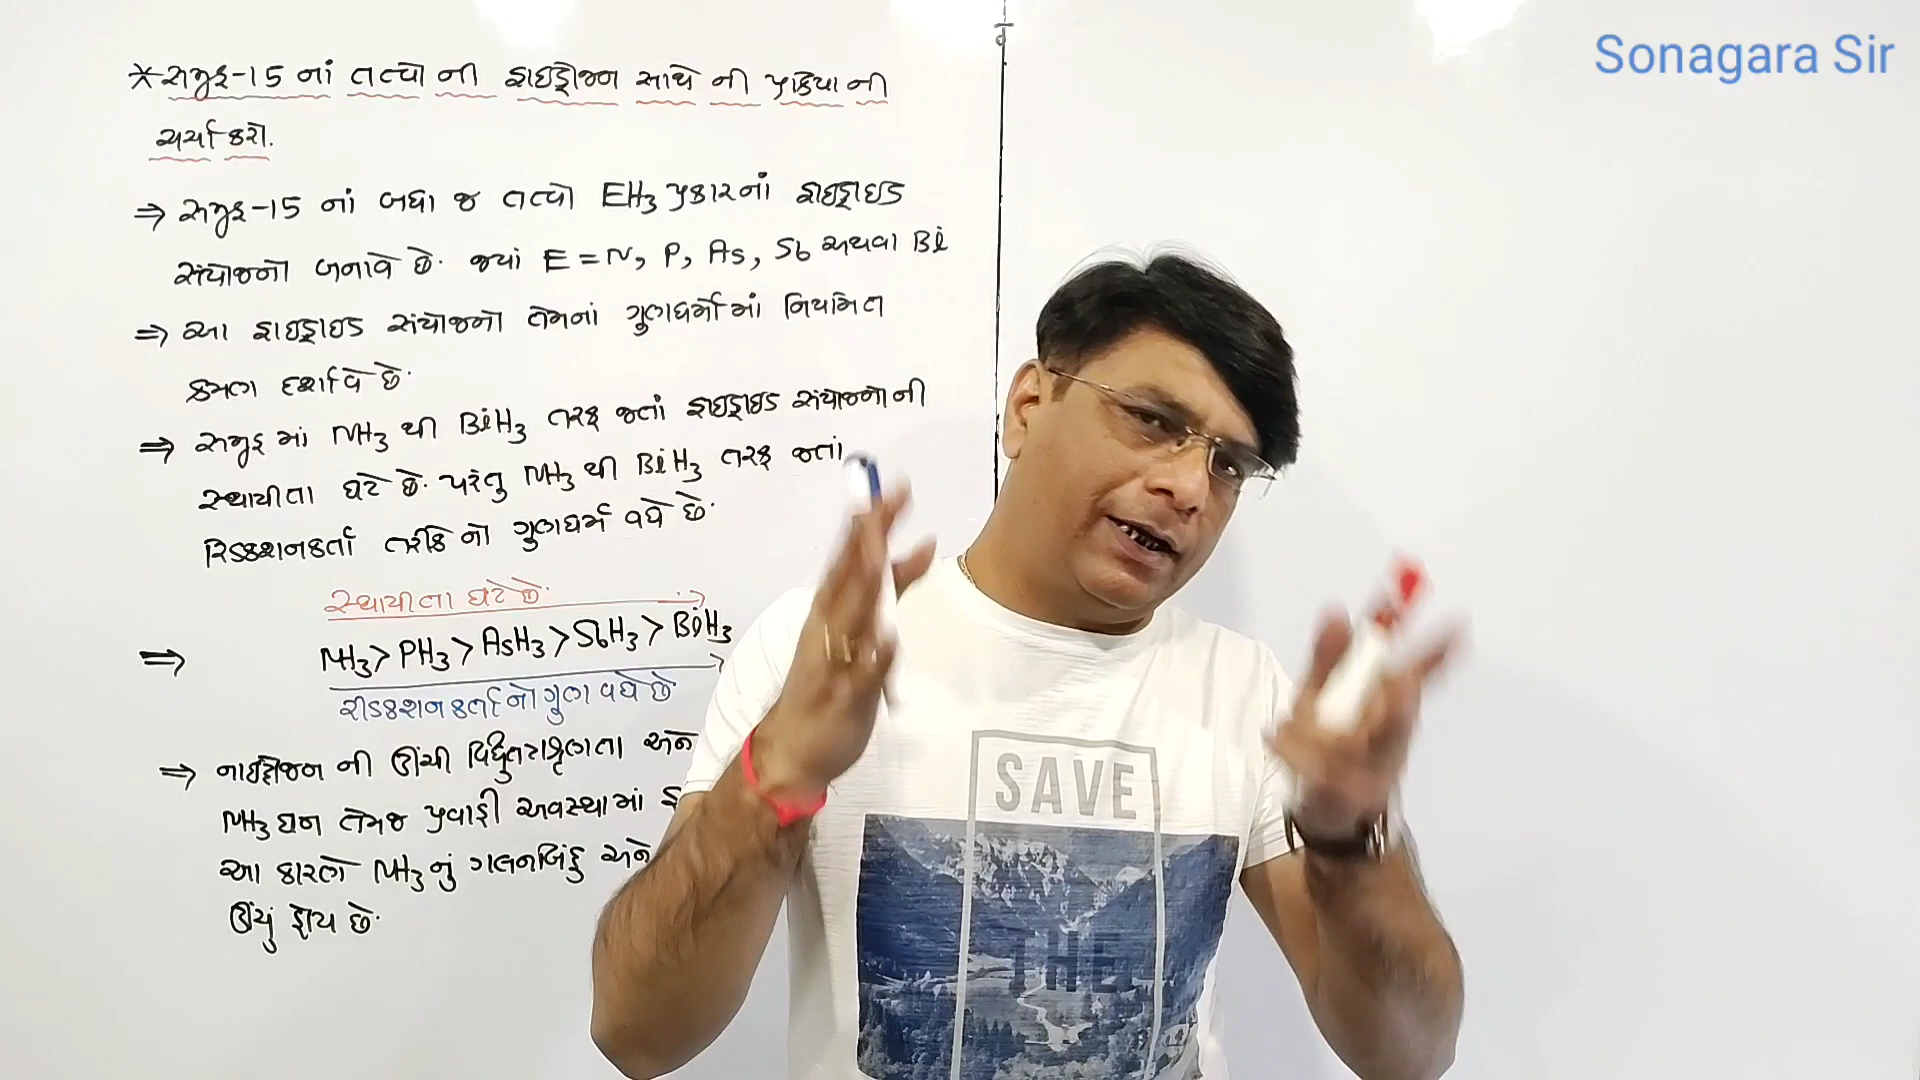 Sonagara Sir
*સમુહ-15 નાં તત્વો ની હાઇડ્રોજન સાથે ની પ્રક્રિયા ની
ચર્ચા કરો.
⇒ સમુહ-15 નાં બધા જ તત્વો EH₃ પ્રકારનાં હાઇડ્રાઇડ
સંયોજનો બનાવે છે. જ્યાં E = N, P, As, Sb અથવા Bi
⇒ આ હાઇડ્રાઇડ સંયોજનો તેમનાં ગુણધર્મોમાં નિયમિત
ક્રમણ દર્શાવે છે.
⇒ સમુહ માં NH₃ થી BiH₃ તરફ જતાં હાઇડ્રાઇડ સંયોજનો ની
સ્થાયીતા ઘટે છે. પરંતુ NH₃ થી BiH₃ તરફ જતાં
રિડક્શનકર્તા તરીકે નો ગુણધર્મ વધે છે.
સ્થાયીતા ઘટે છે.
⇒ NH₃ > PH₃ > AsH₃ > SbH₃ > BiH₃
રીડક્શનકર્તા નો ગુણ વધે છે
⇒ નાઇટ્રોજન ની ઊંચી વિદ્યુતઋણતા અને
NH₃ ઘન તેમજ પ્રવાહી અવસ્થામાં
આ કારણે NH₃ નું ગલનબિંદુ અને
ઊંચું હોય છે.
SAVE
THE